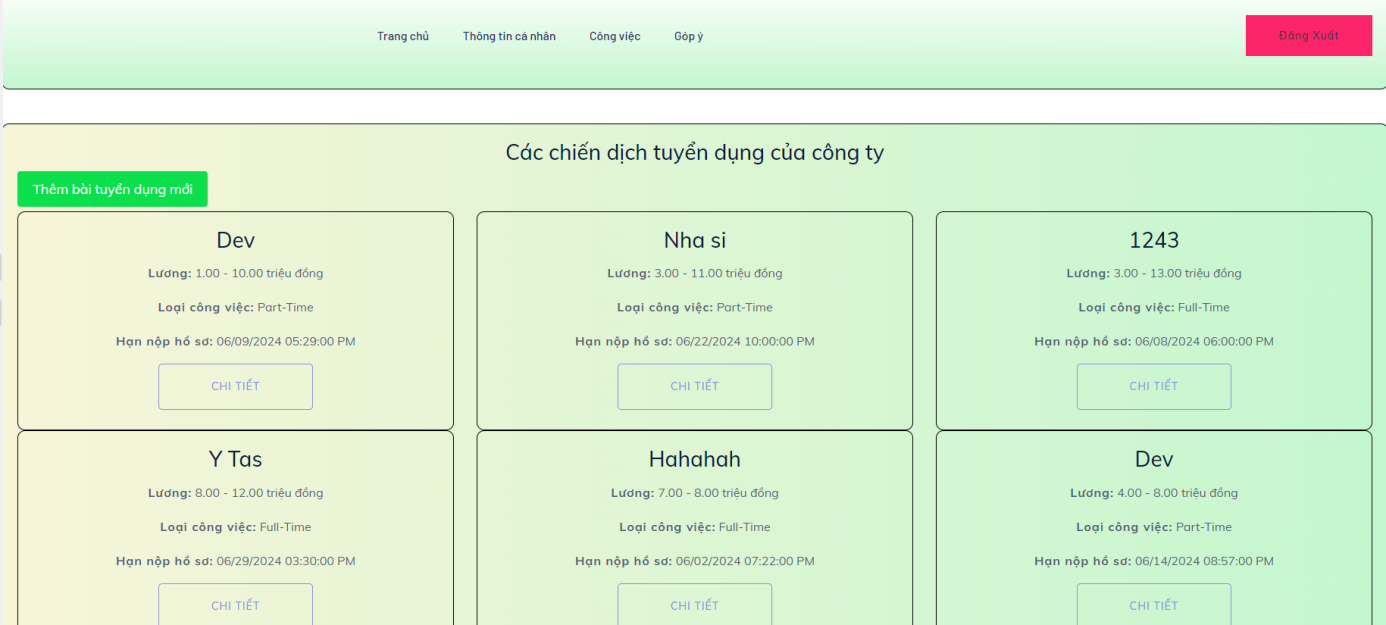 Trang chủ Thông tin cá nhân Công việc Góp ý Đăng Xuất
Các chiến dịch tuyển dụng của công ty
Thêm bài tuyển dụng mới
Dev
Lương: 1.00 - 10.00 triệu đồng
Loại công việc: Part-Time
Hạn nộp hồ sơ: 06/09/2024 05:29:00 PM
CHI TIẾT
Nha si
Lương: 3.00 - 11.00 triệu đồng
Loại công việc: Part-Time
Hạn nộp hồ sơ: 06/22/2024 10:00:00 PM
CHI TIẾT
1243
Lương: 3.00 - 13.00 triệu đồng
Loại công việc: Full-Time
Hạn nộp hồ sơ: 06/08/2024 06:00:00 PM
CHI TIẾT
Y Tas
Lương: 8.00 - 12.00 triệu đồng
Loại công việc: Full-Time
Hạn nộp hồ sơ: 06/29/2024 03:30:00 PM
CHI TIẾT
Hahahah
Lương: 7.00 - 8.00 triệu đồng
Loại công việc: Full-Time
Hạn nộp hồ sơ: 06/02/2024 07:22:00 PM
CHI TIẾT
Dev
Lương: 4.00 - 8.00 triệu đồng
Loại công việc: Part-Time
Hạn nộp hồ sơ: 06/14/2024 08:57:00 PM
CHI TIẾT